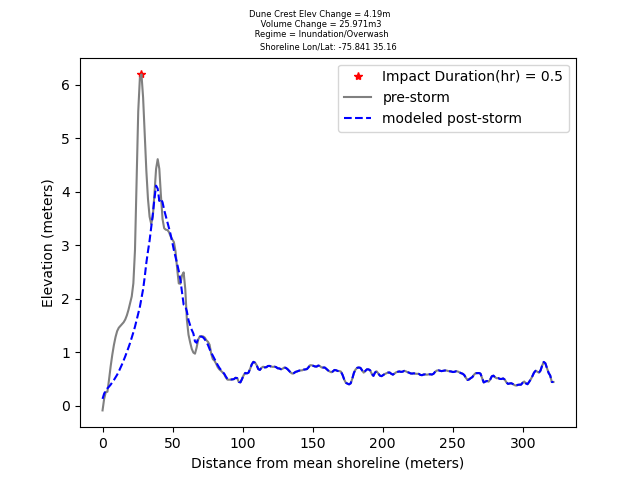 Dune Crest Elev Change = 4.19m
Volume Change = 25.971m3
Regime = Inundation/Overwash
Shoreline Lon/Lat: -75.841 35.16
Impact Duration(hr) = 0.5
pre-storm
modeled post-storm
6
5
4
3
2
1
0
Elevation (meters)
0 50 100 150 200 250 300
Distance from mean shoreline (meters)